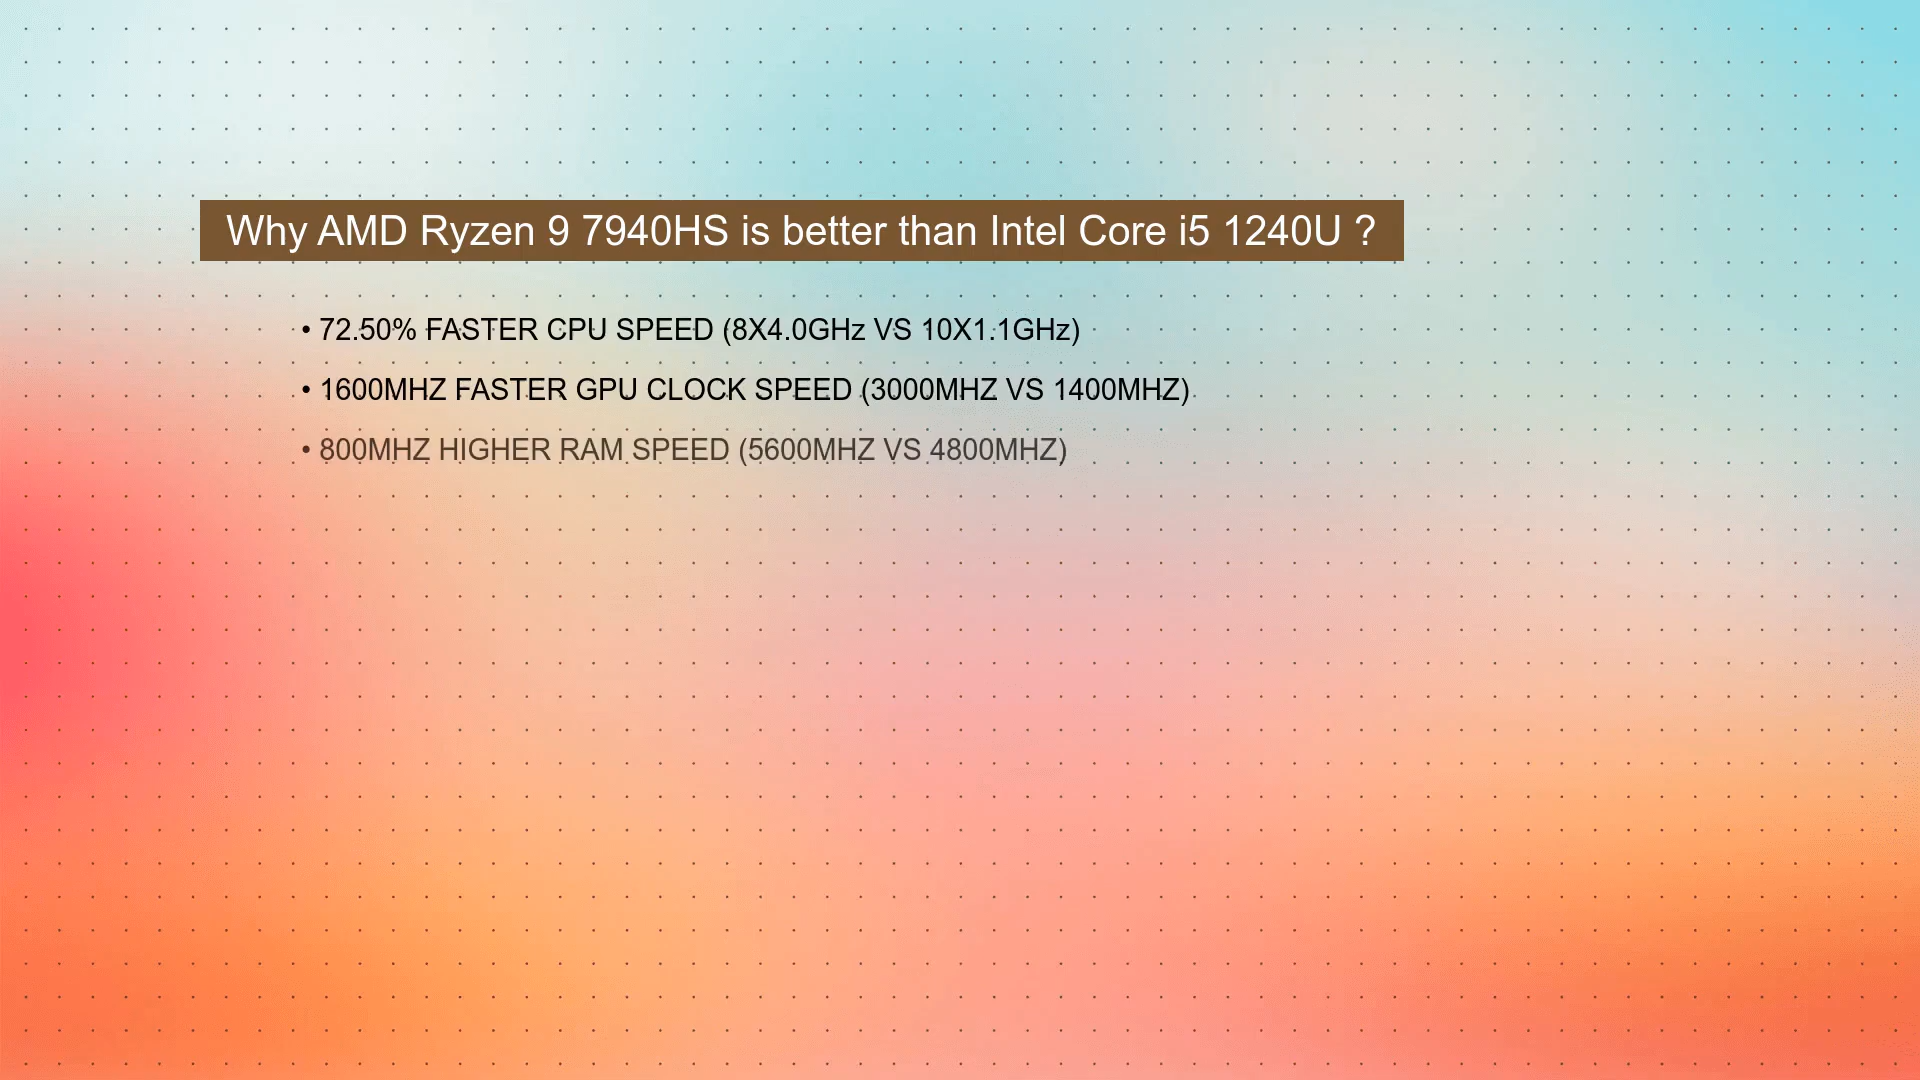 Why AMD Ryzen 9 7940HS is better than Intel Core i5 1240U ?
• 72.50% FASTER CPU SPEED (8X4.0GHz VS 10X1.1GHz)
• 1600MHZ FASTER GPU CLOCK SPEED (3000MHZ VS 1400MHZ)
• 800MHZ HIGHER RAM SPEED (5600MHZ VS 4800MHZ)